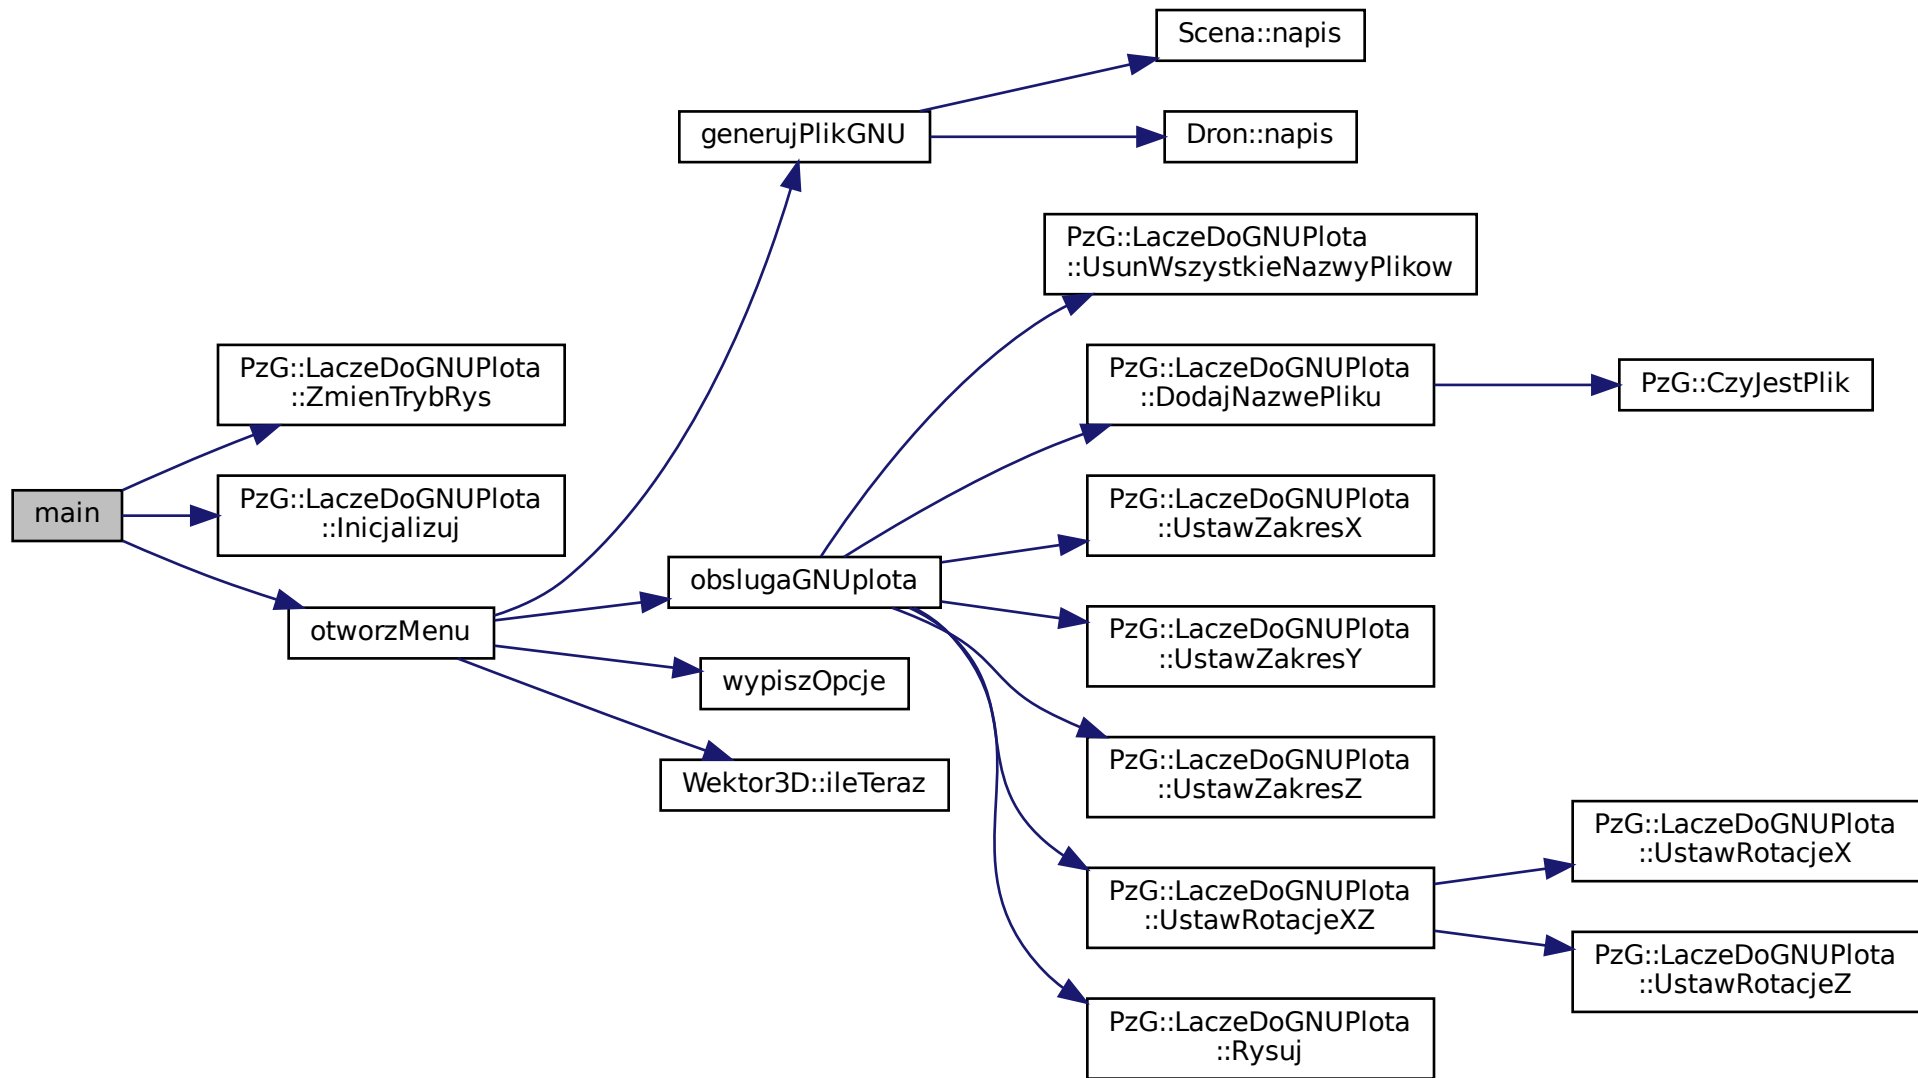 Scena::napis
generujPlikGNU
Dron::napis
PzG::LaczeDoGNUPlota
::UsunWszystkieNazwyPlikow
PzG::LaczeDoGNUPlota
::ZmienTrybRys
PzG::LaczeDoGNUPlota
::DodajNazwePliku
PzG::CzyJestPlik
main
PzG::LaczeDoGNUPlota
::Inicjalizuj
PzG::LaczeDoGNUPlota
::UstawZakresX
obslugaGNUplota
otworzMenu
PzG::LaczeDoGNUPlota
::UstawZakresY
wypiszOpcje
Wektor3D::ileTeraz
PzG::LaczeDoGNUPlota
::UstawZakresZ
PzG::LaczeDoGNUPlota
::UstawRotacjeX
PzG::LaczeDoGNUPlota
::UstawRotacjeXZ
PzG::LaczeDoGNUPlota
::UstawRotacjeZ
PzG::LaczeDoGNUPlota
::Rysuj